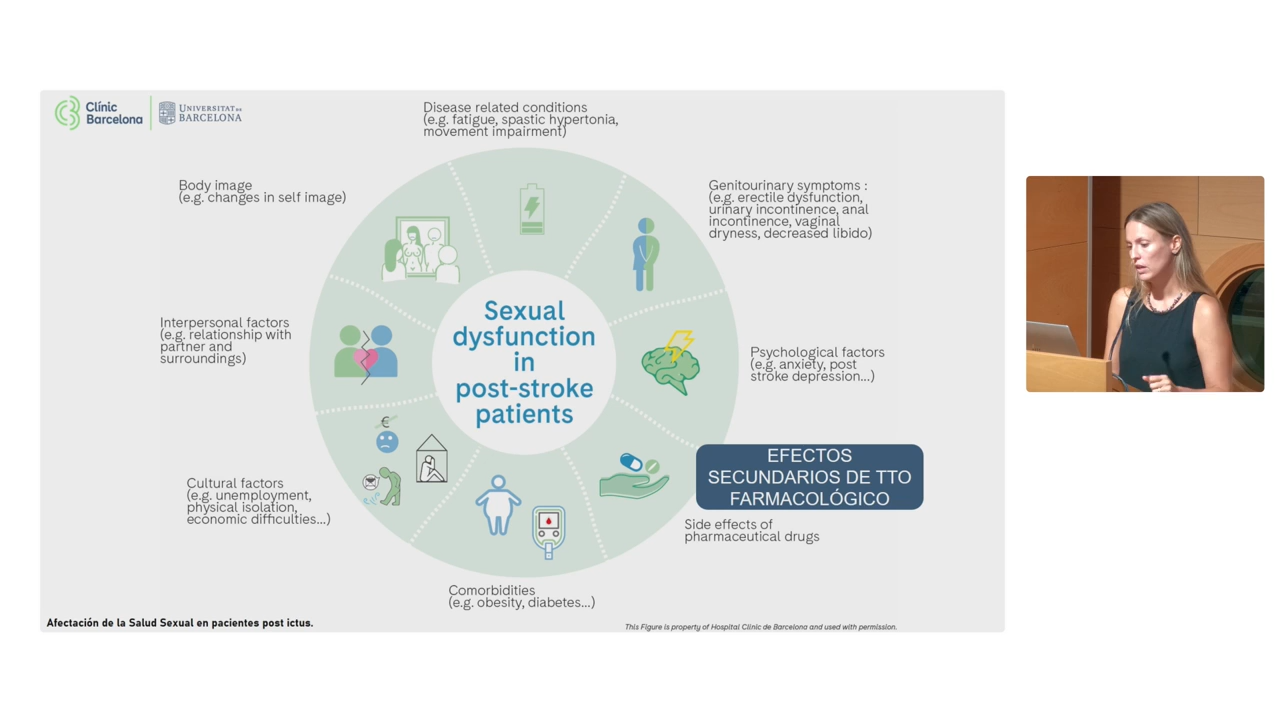 Clínic
Barcelona
UNIVERSITAT DE
BARCELONA
Disease related conditions
(e.g. fatigue, spastic hypertonia,
movement impairment)
Body image
(e.g. changes in self image)
Genitourinary symptoms :
(e.g. erectile dysfunction,
urinary incontinence, anal
incontinence, vaginal
dryness, decreased libido)
Sexual
dysfunction
in
post-stroke
patients
Interpersonal factors
(e.g. relationship with
partner and
surroundings)
Psychological factors
(e.g. anxiety, post
stroke depression...)
€
EFECTOS
SECUNDARIOS DE TTO
FARMACOLÓGICO
Cultural factors
(e.g. unemployment,
physical isolation,
economic difficulties...)
Side effects of
pharmaceutical drugs
Comorbidities
(e.g. obesity, diabetes...)
Afectación de la Salud Sexual en pacientes post ictus.
This Figure is property of Hospital Clinic de Barcelona and used with permission.